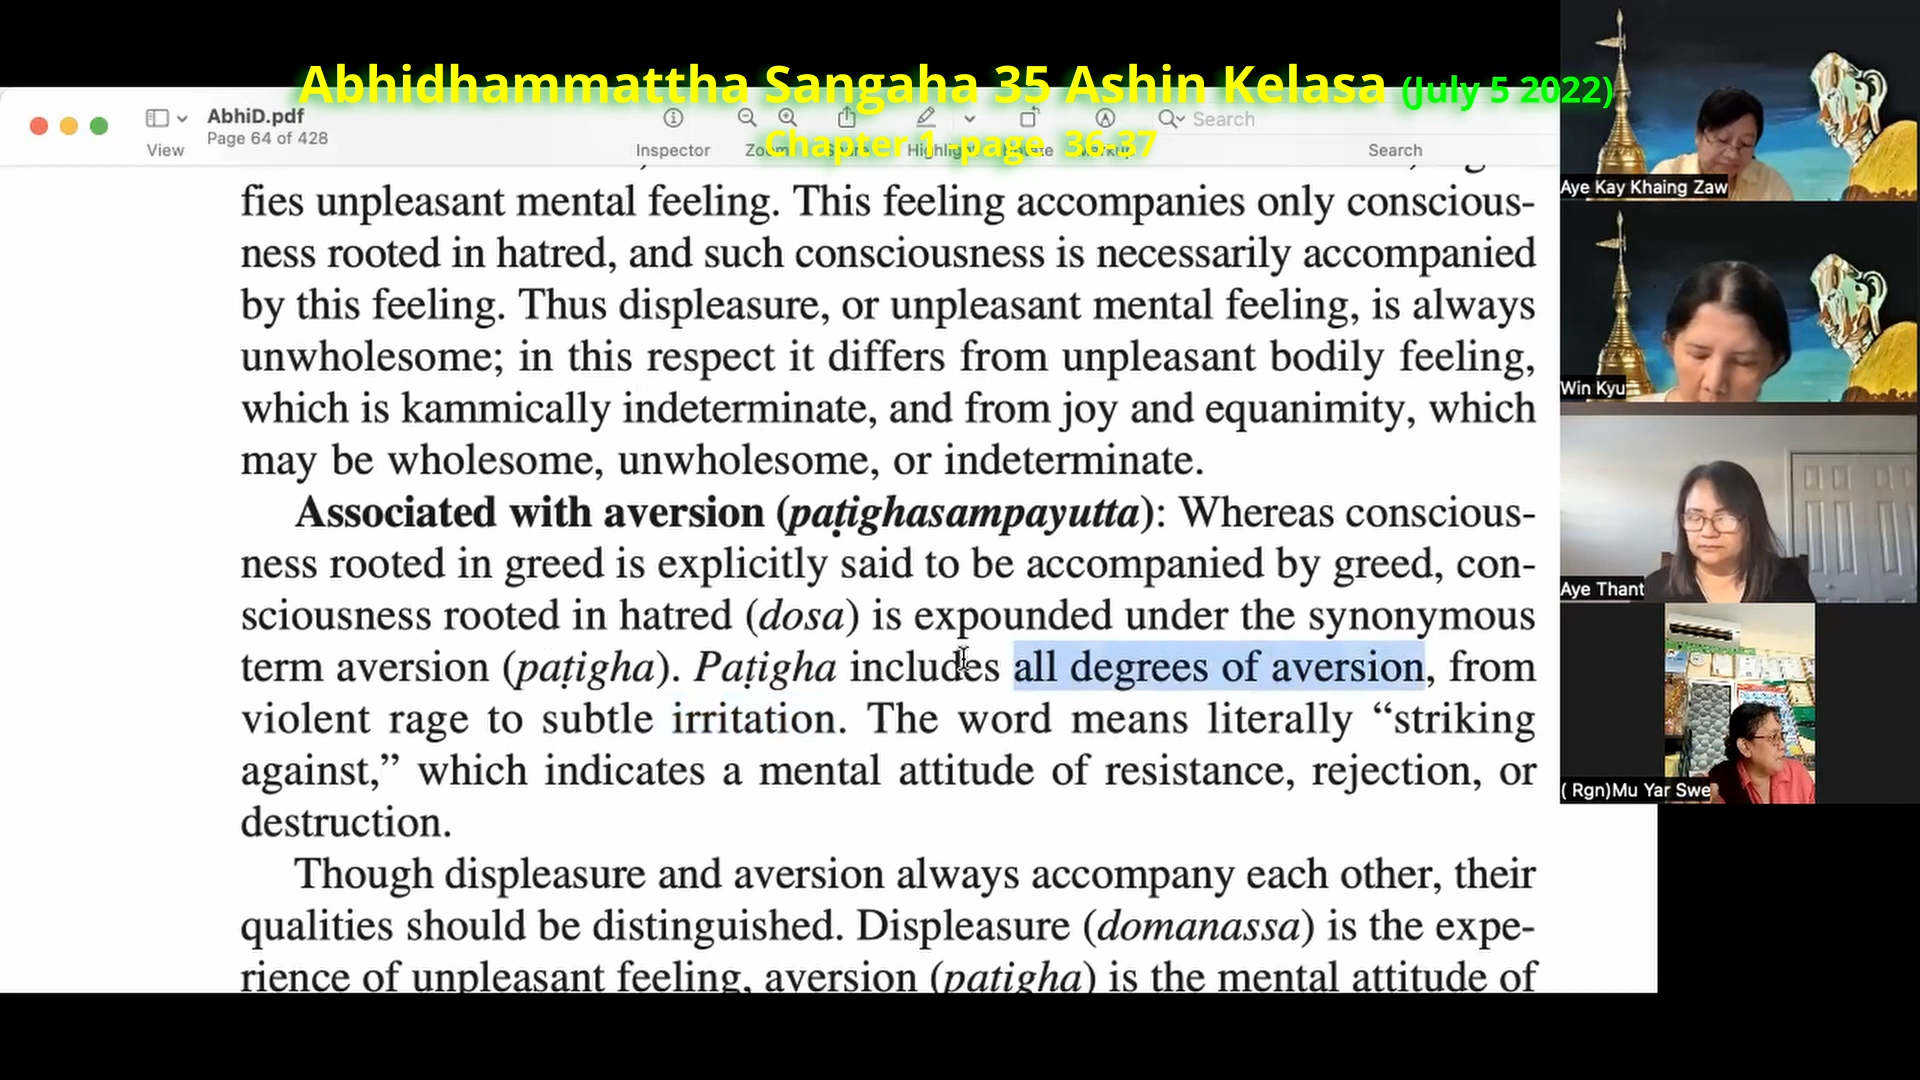 Abhidhammattha Sangaha 35 Ashin Kelasa (July 5 2022)
Chapter 1 -page 36-37
AbhiD.pdf
Page 64 of 428
View
Inspector
Zoom
Share
Highlight
Rotate
Markup
Search
Search
fies unpleasant mental feeling. This feeling accompanies only conscious-
ness rooted in hatred, and such consciousness is necessarily accompanied
by this feeling. Thus displeasure, or unpleasant mental feeling, is always
unwholesome; in this respect it differs from unpleasant bodily feeling,
which is kammically indeterminate, and from joy and equanimity, which
may be wholesome, unwholesome, or indeterminate.
Associated with aversion (paṭighasampayutta): Whereas conscious-
ness rooted in greed is explicitly said to be accompanied by greed, con-
sciousness rooted in hatred (dosa) is expounded under the synonymous
term aversion (paṭigha). Paṭigha includes all degrees of aversion, from
violent rage to subtle irritation. The word means literally “striking
against,” which indicates a mental attitude of resistance, rejection, or
destruction.
Though displeasure and aversion always accompany each other, their
qualities should be distinguished. Displeasure (domanassa) is the expe-
rience of unpleasant feeling, aversion (paṭigha) is the mental attitude of
Aye Kay Khaing Zaw
Win Kyu
Aye Thant
( Rgn)Mu Yar Swe